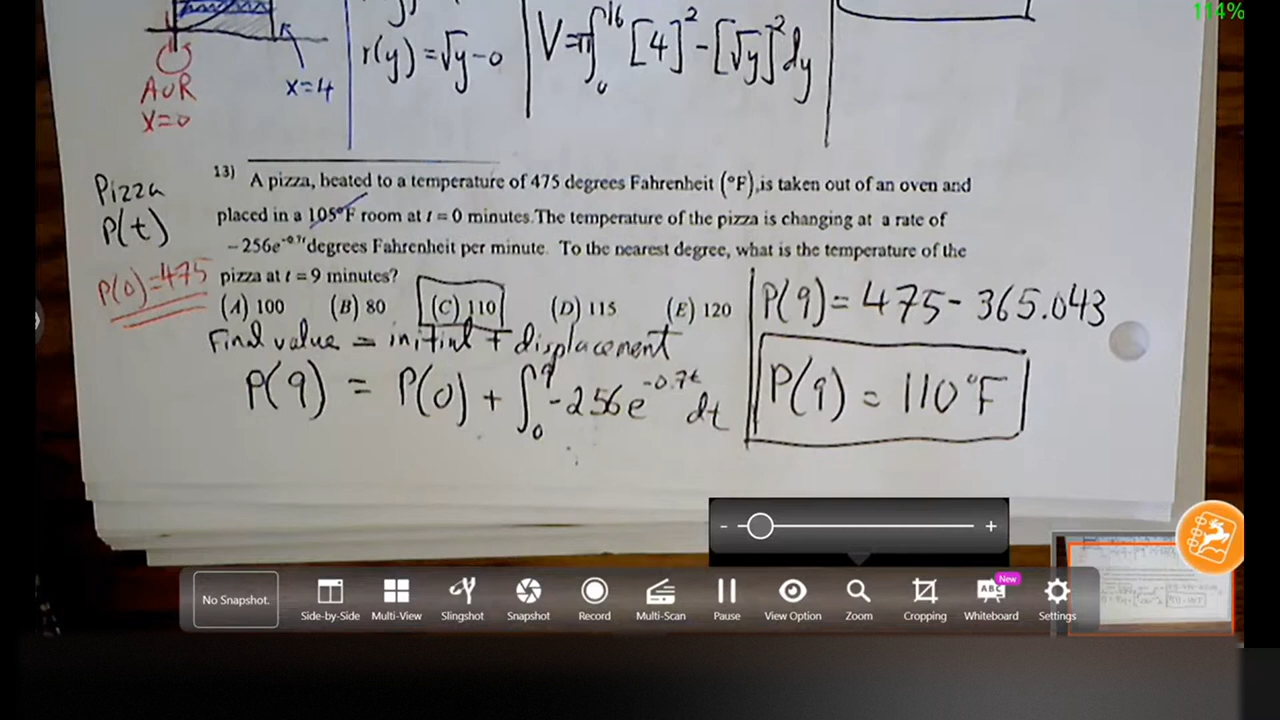 114%
r(y) = √y - 0
V = π∫₀¹⁶ [4]² - [√y]² dy
x=4
AOR
x=0
Pizza
P(t)
P(0)=475
13) A pizza, heated to a temperature of 475 degrees Fahrenheit (°F), is taken out of an oven and
placed in a 105°F room at t = 0 minutes. The temperature of the pizza is changing at a rate of
-256e^-0.7t degrees Fahrenheit per minute. To the nearest degree, what is the temperature of the
pizza at t = 9 minutes?
(A) 100 (B) 80 (C) 110 (D) 115 (E) 120
Final value = initial + displacement
P(9) = P(0) + ∫₀⁹ -256e^-0.7t dt
P(9) = 475 - 365.043
P(9) = 110°F
- +
No Snapshot.
Side-by-Side Multi-View Slingshot Snapshot Record Multi-Scan Pause View Option Zoom Cropping Whiteboard Settings
New
ABC